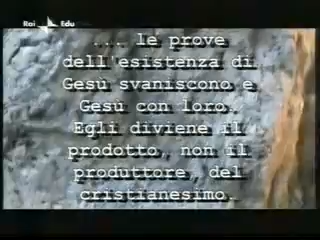 Rai Edu
... le prove
dell'esistenza di
Gesù svaniscono e
Gesù con loro.
Egli diviene il
prodotto, non il
produttore, del
cristianesimo.